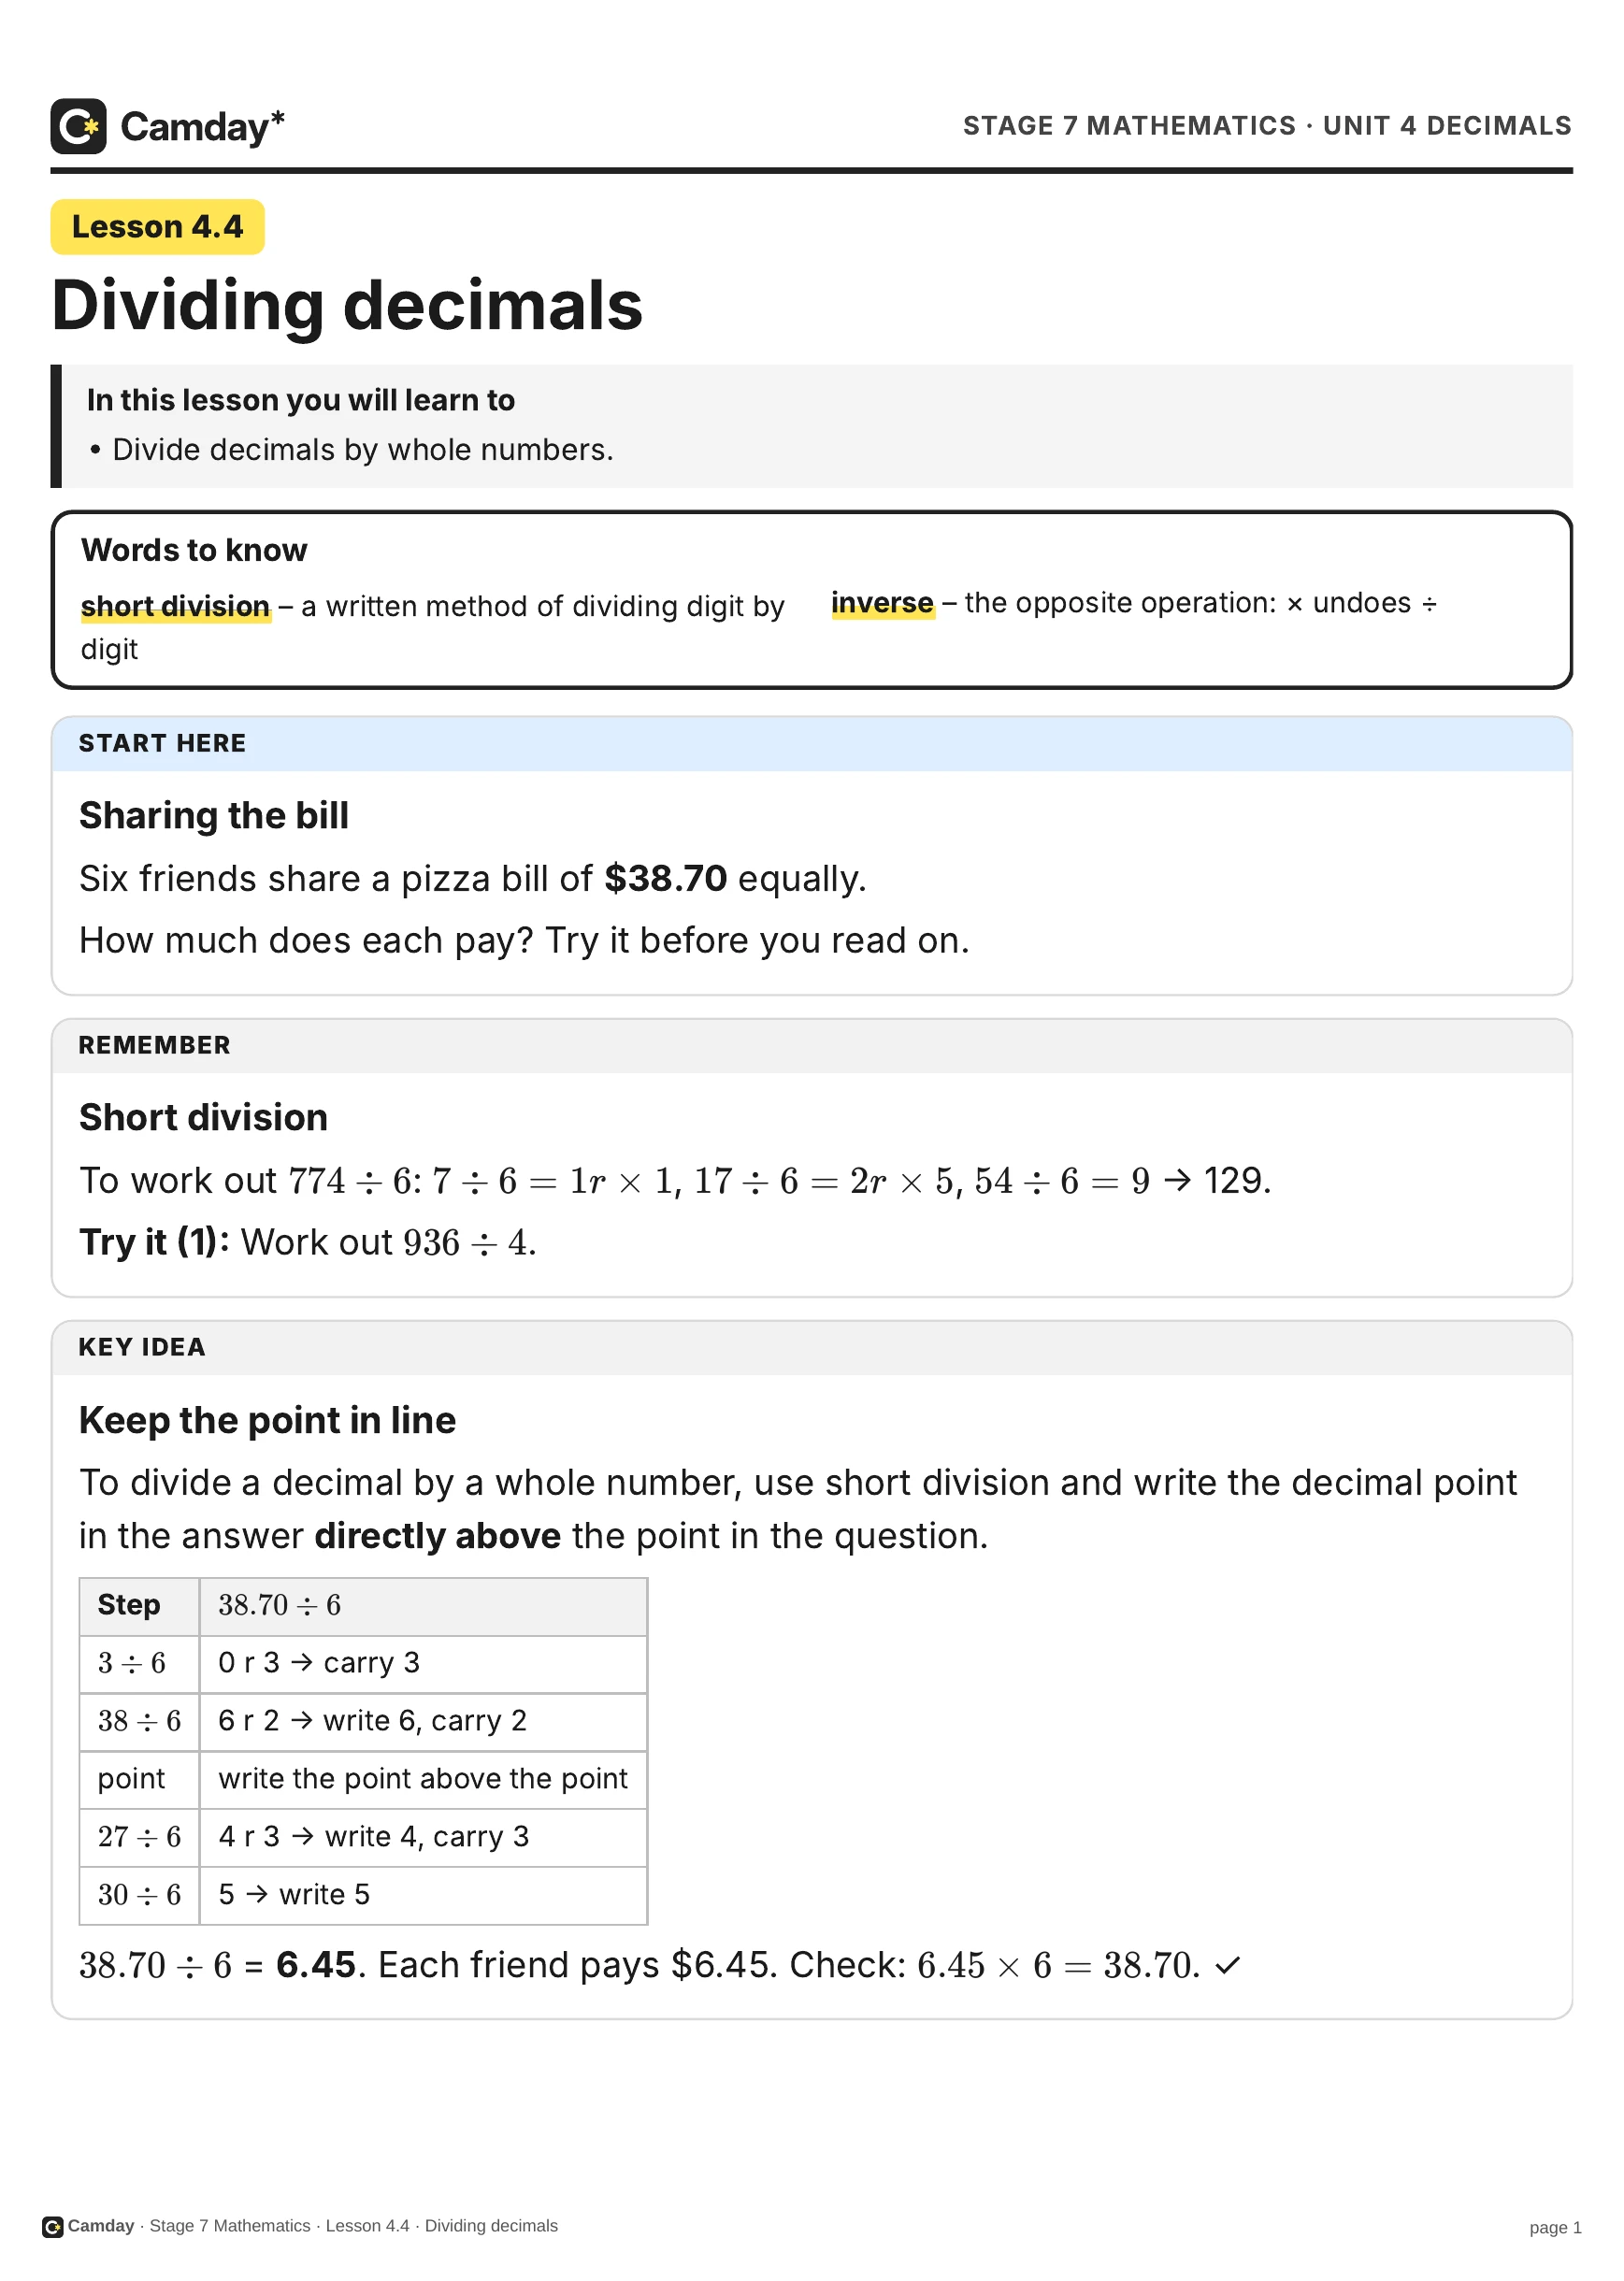 Camday*
STAGE 7 MATHEMATICS · UNIT 4 DECIMALS
Lesson 4.4
Dividing decimals
In this lesson you will learn to
• Divide decimals by whole numbers.
Words to know
short division – a written method of dividing digit by
digit
inverse – the opposite operation: × undoes ÷
START HERE
Sharing the bill
Six friends share a pizza bill of $38.70 equally.
How much does each pay? Try it before you read on.
REMEMBER
Short division
To work out 774 ÷ 6: 7 ÷ 6 = 1r × 1, 17 ÷ 6 = 2r × 5, 54 ÷ 6 = 9 → 129.
Try it (1): Work out 936 ÷ 4.
KEY IDEA
Keep the point in line
To divide a decimal by a whole number, use short division and write the decimal point
in the answer directly above the point in the question.
Step 38.70 ÷ 6
3 ÷ 6 0 r 3 → carry 3
38 ÷ 6 6 r 2 → write 6, carry 2
point write the point above the point
27 ÷ 6 4 r 3 → write 4, carry 3
30 ÷ 6 5 → write 5
38.70 ÷ 6 = 6.45. Each friend pays $6.45. Check: 6.45 × 6 = 38.70. ✓
Camday · Stage 7 Mathematics · Lesson 4.4 · Dividing decimals
page 1